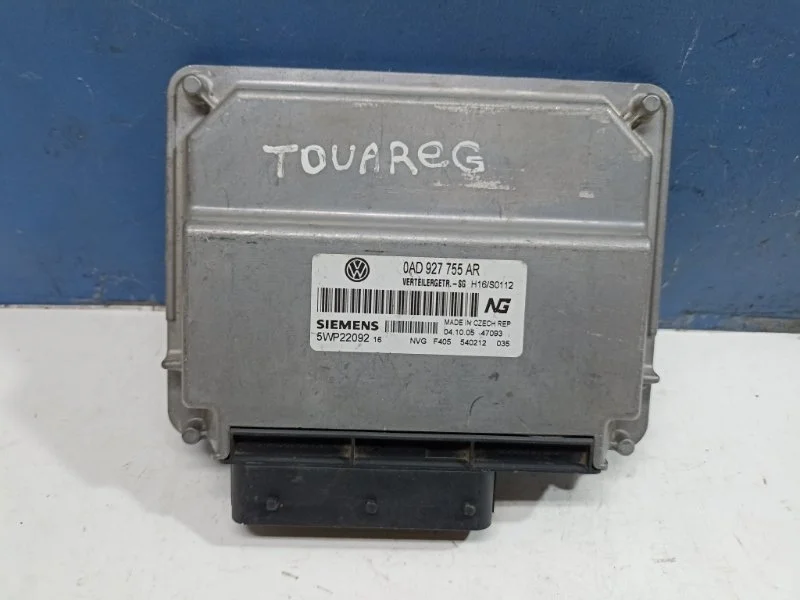 TOUAREG
VW
0AD 927 755 AR
VERTEILERGETR.-SG H16/S0112
NG
SIEMENS MADE IN CZECH REP
04.10.05 47093
5WP22092 16 NVG F405 540212 035